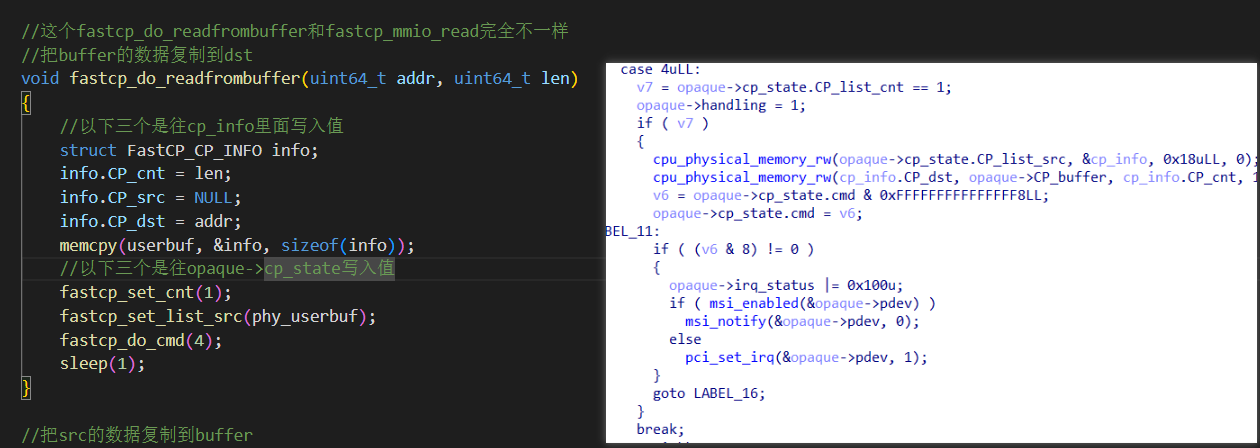 //这个fastcp_do_readfrombuffer和fastcp_mmio_read完全不一样
//把buffer的数据复制到dst
void fastcp_do_readfrombuffer(uint64_t addr, uint64_t len)
{
    //以下三个是往cp_info里面写入值
    struct FastCP_CP_INFO info;
    info.CP_cnt = len;
    info.CP_src = NULL;
    info.CP_dst = addr;
    memcpy(userbuf, &info, sizeof(info));
    //以下三个是往opaque->cp_state写入值
    fastcp_set_cnt(1);
    fastcp_set_list_src(phy_userbuf);
    fastcp_do_cmd(4);
    sleep(1);
}
//把src的数据复制到buffer
case 4uLL:
  v7 = opaque->cp_state.CP_list_cnt == 1;
  opaque->handling = 1;
  if ( v7 )
  {
    cpu_physical_memory_rw(opaque->cp_state.CP_list_src, &cp_info, 0x18uLL, 0);
    cpu_physical_memory_rw(cp_info.CP_dst, opaque->CP_buffer, cp_info.CP_cnt, 1
    v6 = opaque->cp_state.cmd & 0xFFFFFFFFFFFFFFF8LL;
    opaque->cp_state.cmd = v6;
BEL_11:
    if ( (v6 & 8) != 0 )
    {
      opaque->irq_status |= 0x100u;
      if ( msi_enabled(&opaque->pdev) )
        msi_notify(&opaque->pdev, 0);
      else
        pci_set_irq(&opaque->pdev, 1);
    }
    goto LABEL_16;
  }
  break;